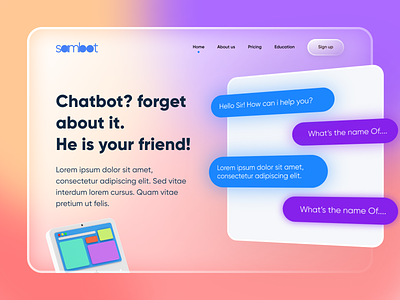 sambot
Home
About us
Pricing
Education
Sign up
Chatbot? forget
about it.
He is your friend!
Lorem ipsum dolor sit amet,
consectetur adipiscing elit. Sed vitae
interdum lorem cursus. Quam vitae
pretium ut felis et.
Hello Sir! How can i help you?
What's the name Of....
Lorem ipsum dolor sit amet,
consectetur adipiscing elit.
What's the name Of....